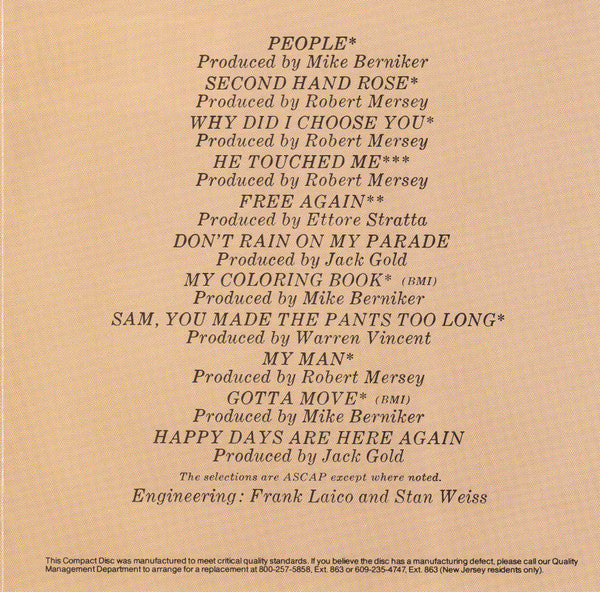 PEOPLE*
Produced by Mike Berniker
SECOND HAND ROSE*
Produced by Robert Mersey
WHY DID I CHOOSE YOU*
Produced by Robert Mersey
HE TOUCHED ME***
Produced by Robert Mersey
FREE AGAIN**
Produced by Ettore Stratta
DON'T RAIN ON MY PARADE
Produced by Jack Gold
MY COLORING BOOK* (BMI)
Produced by Mike Berniker
SAM, YOU MADE THE PANTS TOO LONG*
Produced by Warren Vincent
MY MAN*
Produced by Robert Mersey
GOTTA MOVE* (BMI)
Produced by Mike Berniker
HAPPY DAYS ARE HERE AGAIN
Produced by Jack Gold
The selections are ASCAP except where noted.
Engineering: Frank Laico and Stan Weiss
This Compact Disc was manufactured to meet critical quality standards. If you believe the disc has a manufacturing defect, please call our Quality
Management Department to arrange for a replacement at 800-257-5858, Ext. 863 or 609-235-4747, Ext. 863 (New Jersey residents only).